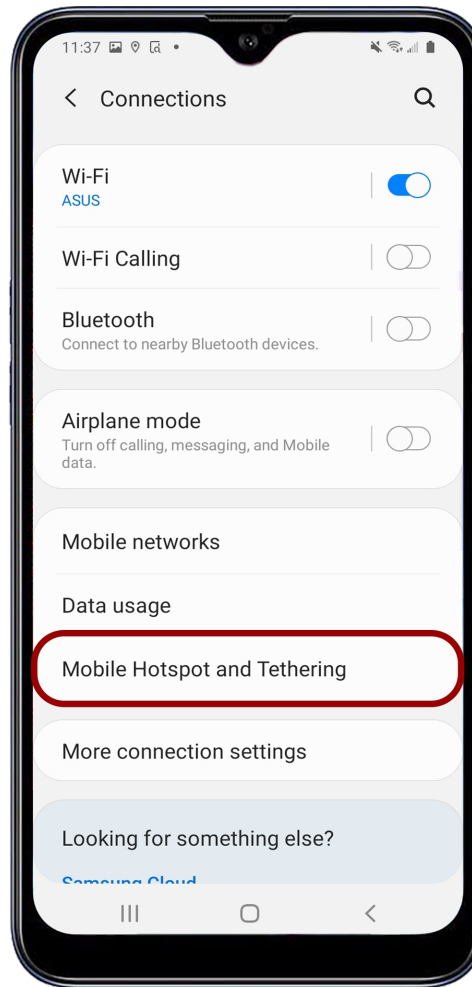 11:37
Connections
Wi-Fi
ASUS
Wi-Fi Calling
Bluetooth
Connect to nearby Bluetooth devices.
Airplane mode
Turn off calling, messaging, and Mobile
data.
Mobile networks
Data usage
Mobile Hotspot and Tethering
More connection settings
Looking for something else?
Samsung Cloud